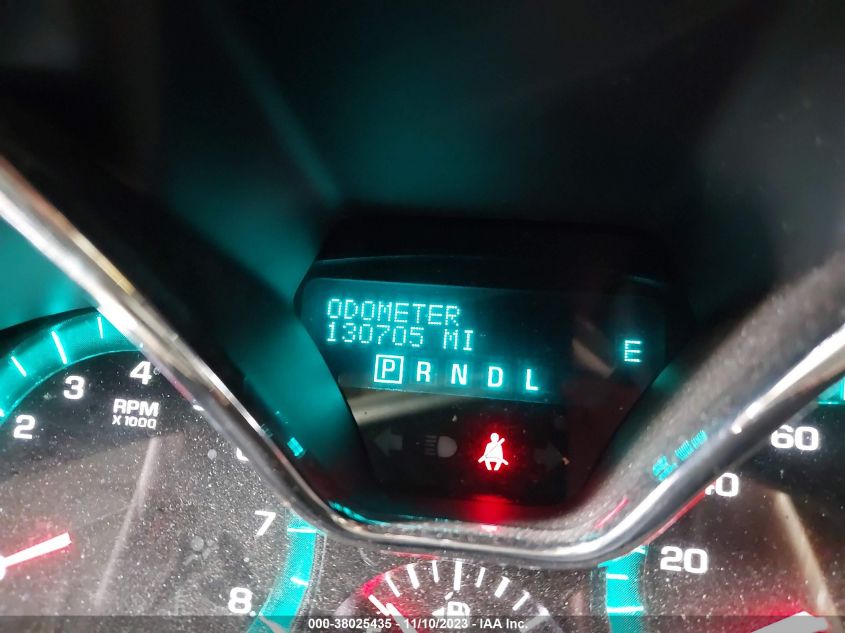 ODOMETER
130705 MI
E
P R N D L
4
3
2
RPM
X1000
7
8
60
20
000-38025435 - 11/10/2023 - IAA Inc.